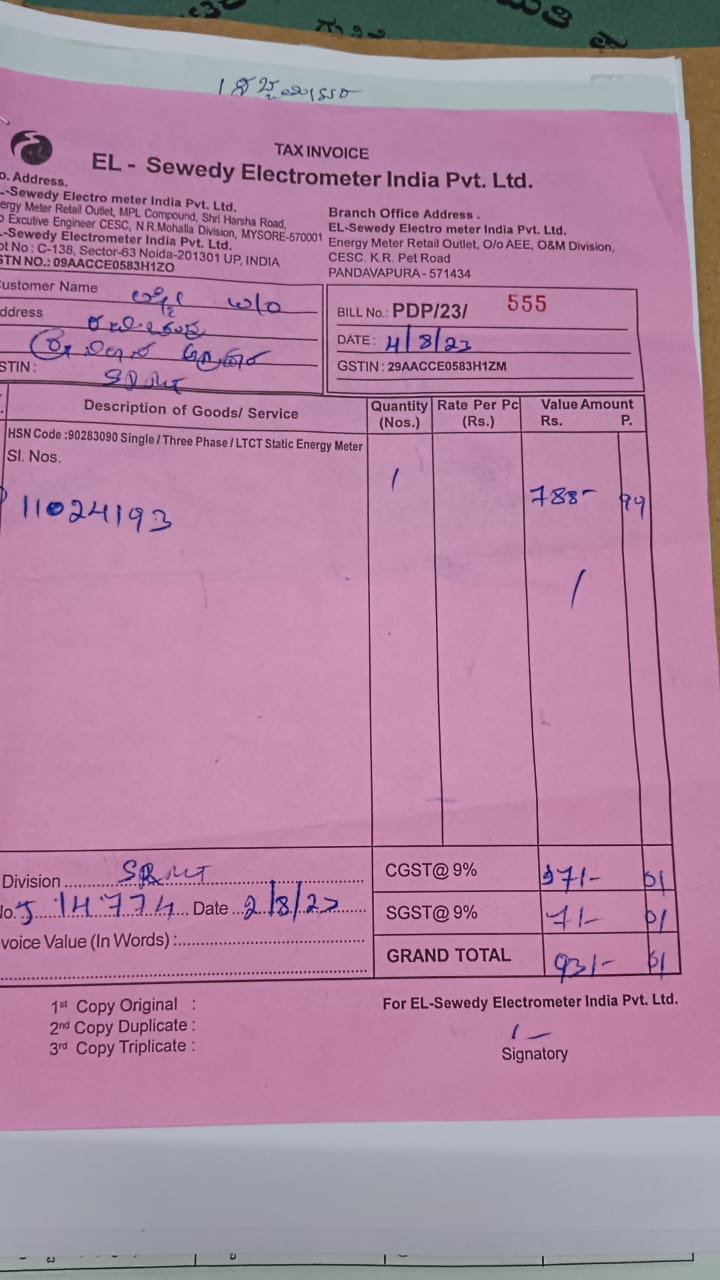 TAX INVOICE
EL - Sewedy Electrometer India Pvt. Ltd.
o. Address.
-Sewedy Electro meter India Pvt. Ltd.
ergy Meter Retail Outlet, MPL Compound, Shri Harsha Road,
o Excutive Engineer CESC, N.R.Mohalla Division, MYSORE-570001
-Sewedy Electrometer India Pvt. Ltd.
ot No : C-138, Sector-63 Noida-201301 UP, INDIA
STN NO.: 09AACCE0583H1ZO
Branch Office Address .
EL-Sewedy Electro meter India Pvt. Ltd.
Energy Meter Retail Outlet, O/o AEE, O&M Division,
CESC. K.R. Pet Road
PANDAVAPURA - 571434
ustomer Name
ddress
STIN :
BILL No.: PDP/23/ 555
DATE : 4/8/23
GSTIN : 29AACCE0583H1ZM
Description of Goods/ Service Quantity (Nos.) Rate Per Pc (Rs.) Value Amount Rs. P.
HSN Code :90283090 Single / Three Phase / LTCT Static Energy Meter
Sl. Nos.
11024193 1 788- 99
Division
CGST@ 9% 71/- 01
No. 14774 Date 2/8/23
SGST@ 9% 71- 01
voice Value (In Words) :
GRAND TOTAL 931- 01
1st Copy Original :
2nd Copy Duplicate :
3rd Copy Triplicate :
For EL-Sewedy Electrometer India Pvt. Ltd.
Signatory